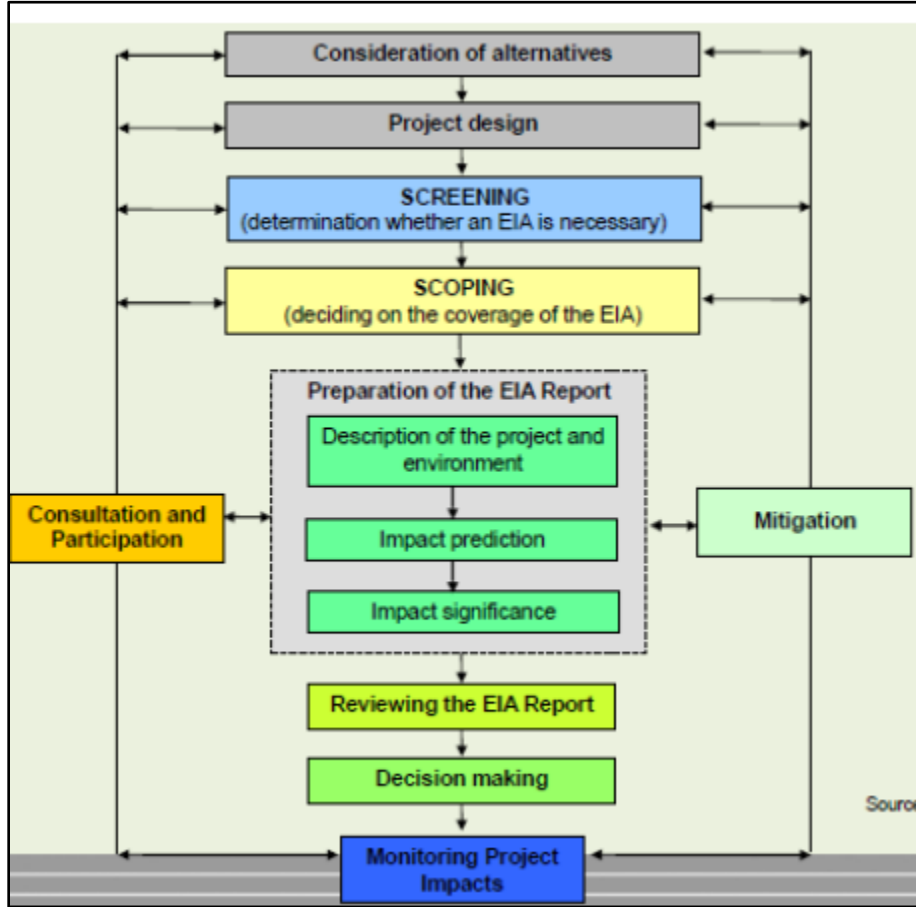 Consideration of alternatives
Project design
SCREENING
(determination whether an EIA is necessary)
SCOPING
(deciding on the coverage of the EIA)
Preparation of the EIA Report
Description of the project and
environment
Consultation and
Participation
Impact prediction
Mitigation
Impact significance
Reviewing the EIA Report
Decision making
Source
Monitoring Project
Impacts